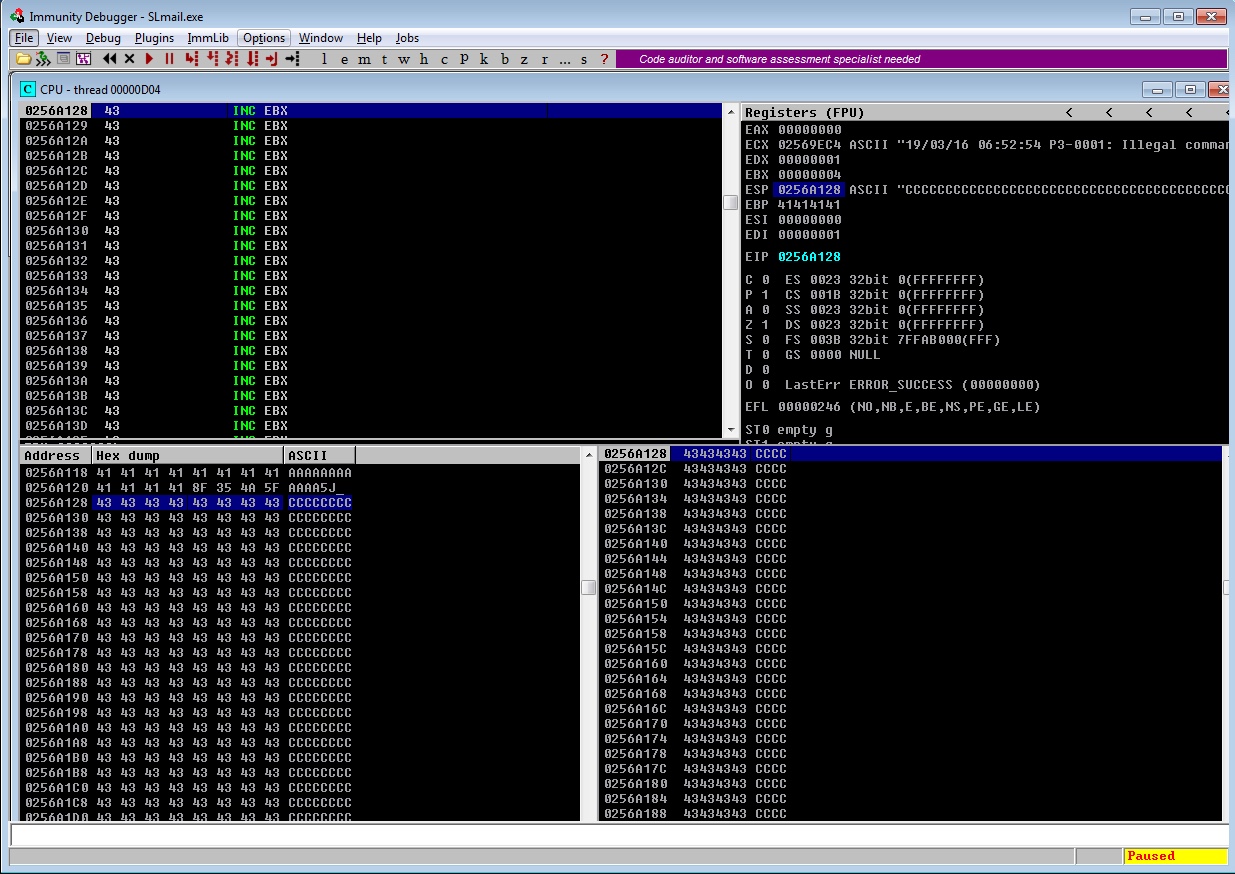 Immunity Debugger - SLmail.exe
File View Debug Plugins ImmLib Options Window Help Jobs
l e m t w h c p k b z r ... s ? Code auditor and software assessment specialist needed
C CPU - thread 00000D04
0256A128 43 INC EBX
0256A129 43 INC EBX
0256A12A 43 INC EBX
0256A12B 43 INC EBX
0256A12C 43 INC EBX
0256A12D 43 INC EBX
0256A12E 43 INC EBX
0256A12F 43 INC EBX
0256A130 43 INC EBX
0256A131 43 INC EBX
0256A132 43 INC EBX
0256A133 43 INC EBX
0256A134 43 INC EBX
0256A135 43 INC EBX
0256A136 43 INC EBX
0256A137 43 INC EBX
0256A138 43 INC EBX
0256A139 43 INC EBX
0256A13A 43 INC EBX
0256A13B 43 INC EBX
0256A13C 43 INC EBX
0256A13D 43 INC EBX
Registers (FPU) < < < < <
EAX 00000000
ECX 02569EC4 ASCII "19/03/16 06:52:54 P3-0001: Illegal comman
EDX 00000001
EBX 00000004
ESP 0256A128 ASCII "CCCCCCCCCCCCCCCCCCCCCCCCCCCCCCCCCCCCCCCCC
EBP 41414141
ESI 00000000
EDI 00000001
EIP 0256A128
C 0 ES 0023 32bit 0(FFFFFFFF)
P 1 CS 001B 32bit 0(FFFFFFFF)
A 0 SS 0023 32bit 0(FFFFFFFF)
Z 1 DS 0023 32bit 0(FFFFFFFF)
S 0 FS 003B 32bit 7FFAB000(FFF)
T 0 GS 0000 NULL
D 0
O 0 LastErr ERROR_SUCCESS (00000000)
EFL 00000246 (NO,NB,E,BE,NS,PE,GE,LE)
ST0 empty g
ST1 empty g
Address Hex dump ASCII
0256A118 41 41 41 41 41 41 41 41 AAAAAAAA
0256A120 41 41 41 41 8F 35 4A 5F AAAA5J_
0256A128 43 43 43 43 43 43 43 43 CCCCCCCC
0256A130 43 43 43 43 43 43 43 43 CCCCCCCC
0256A138 43 43 43 43 43 43 43 43 CCCCCCCC
0256A140 43 43 43 43 43 43 43 43 CCCCCCCC
0256A148 43 43 43 43 43 43 43 43 CCCCCCCC
0256A150 43 43 43 43 43 43 43 43 CCCCCCCC
0256A158 43 43 43 43 43 43 43 43 CCCCCCCC
0256A160 43 43 43 43 43 43 43 43 CCCCCCCC
0256A168 43 43 43 43 43 43 43 43 CCCCCCCC
0256A170 43 43 43 43 43 43 43 43 CCCCCCCC
0256A178 43 43 43 43 43 43 43 43 CCCCCCCC
0256A180 43 43 43 43 43 43 43 43 CCCCCCCC
0256A188 43 43 43 43 43 43 43 43 CCCCCCCC
0256A190 43 43 43 43 43 43 43 43 CCCCCCCC
0256A198 43 43 43 43 43 43 43 43 CCCCCCCC
0256A1A0 43 43 43 43 43 43 43 43 CCCCCCCC
0256A1A8 43 43 43 43 43 43 43 43 CCCCCCCC
0256A1B0 43 43 43 43 43 43 43 43 CCCCCCCC
0256A1B8 43 43 43 43 43 43 43 43 CCCCCCCC
0256A1C0 43 43 43 43 43 43 43 43 CCCCCCCC
0256A1C8 43 43 43 43 43 43 43 43 CCCCCCCC
0256A1D0 43 43 43 43 43 43 43 43 CCCCCCCC
0256A128 43434343 CCCC
0256A12C 43434343 CCCC
0256A130 43434343 CCCC
0256A134 43434343 CCCC
0256A138 43434343 CCCC
0256A13C 43434343 CCCC
0256A140 43434343 CCCC
0256A144 43434343 CCCC
0256A148 43434343 CCCC
0256A14C 43434343 CCCC
0256A150 43434343 CCCC
0256A154 43434343 CCCC
0256A158 43434343 CCCC
0256A15C 43434343 CCCC
0256A160 43434343 CCCC
0256A164 43434343 CCCC
0256A168 43434343 CCCC
0256A16C 43434343 CCCC
0256A170 43434343 CCCC
0256A174 43434343 CCCC
0256A178 43434343 CCCC
0256A17C 43434343 CCCC
0256A180 43434343 CCCC
0256A184 43434343 CCCC
0256A188 43434343 CCCC
Paused